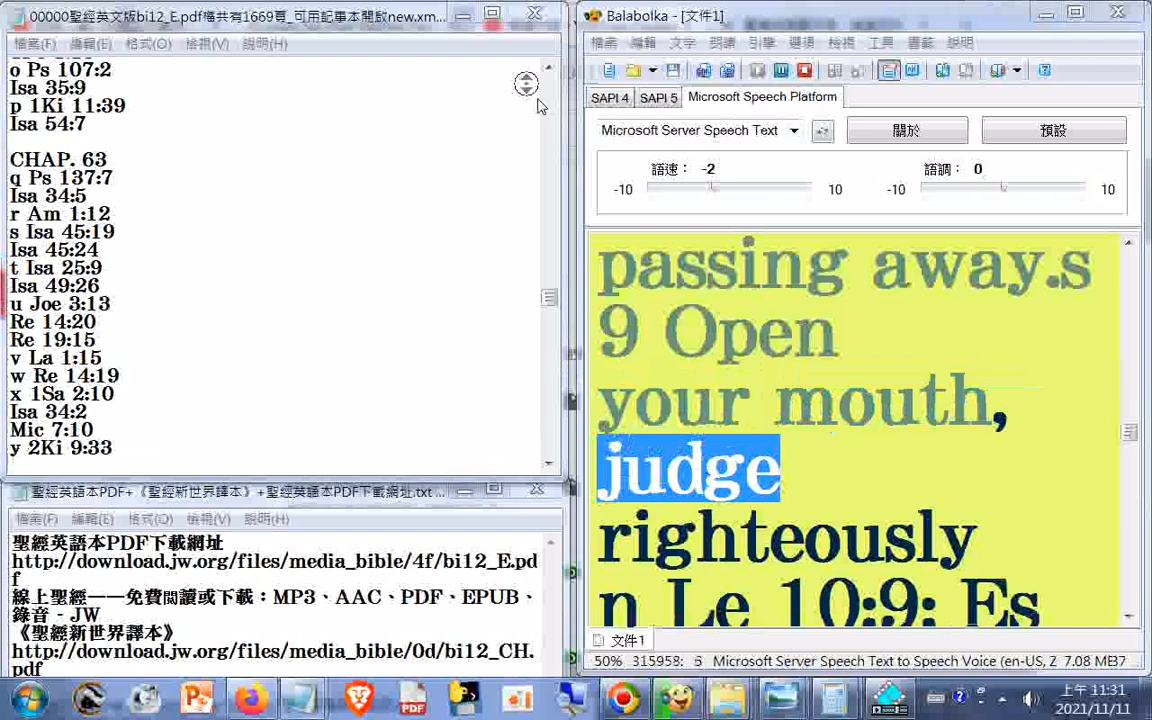 00000聖經英文版bi12_E.pdf檔共有1669頁_可用記事本開啟new.xm...
檔案(F) 編輯(E) 格式(O) 檢視(V) 說明(H)
o Ps 107:2
Isa 35:9
p 1Ki 11:39
Isa 54:7
CHAP. 63
q Ps 137:7
Isa 34:5
r Am 1:12
s Isa 45:19
Isa 45:24
t Isa 25:9
Isa 49:26
u Joe 3:13
Re 14:20
Re 19:15
v La 1:15
w Re 14:19
x 1Sa 2:10
Isa 34:2
Mic 7:10
y 2Ki 9:33
聖經英語本PDF+《聖經新世界譯本》+聖經英語本PDF下載網址.txt ...
檔案(F) 編輯(E) 格式(O) 檢視(V) 說明(H)
聖經英語本PDF下載網址
http://download.jw.org/files/media_bible/4f/bi12_E.pd
f
線上聖經——免費閱讀或下載：MP3、AAC、PDF、EPUB、
錄音 - JW
《聖經新世界譯本》
http://download.jw.org/files/media_bible/0d/bi12_CH.
pdf
Balabolka - [文件1]
檔案 編輯 文字 朗讀 引擎 選項 檢視 工具 書籤 說明
SAPI 4 SAPI 5 Microsoft Speech Platform
Microsoft Server Speech Text 關於 預設
語速： -2 語調： 0
-10 10 -10 10
passing away.s
9 Open
your mouth,
judge
righteously
n Le 10:9; Es
文件1
50% 315958: 6 Microsoft Server Speech Text to Speech Voice (en-US, Z 7.08 MB37
PDF
上午 11:31
2021/11/11